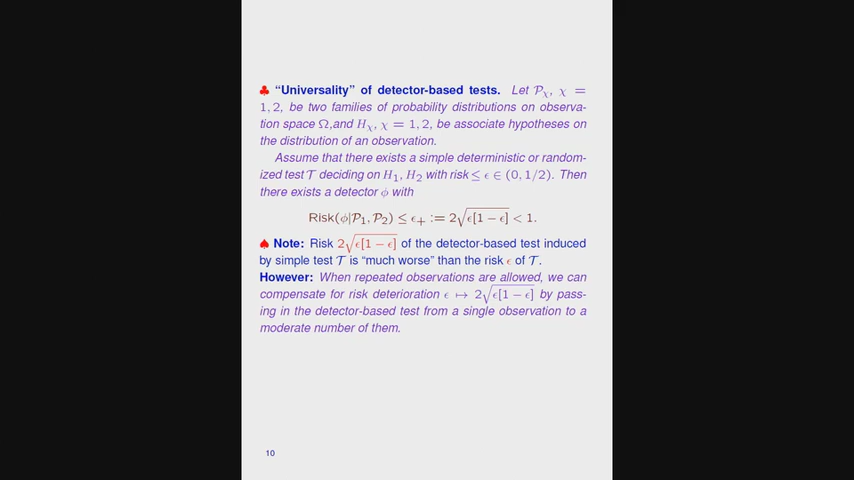 ♣ “Universality” of detector-based tests. Let 𝒫χ, χ =
1, 2, be two families of probability distributions on observa-
tion space Ω,and Hχ, χ = 1, 2, be associate hypotheses on
the distribution of an observation.
Assume that there exists a simple deterministic or random-
ized test 𝒯 deciding on H₁, H₂ with risk ≤ ϵ ∈ (0, 1/2). Then
there exists a detector ϕ with
Risk(ϕ|𝒫₁, 𝒫₂) ≤ ϵ₊ := 2√ϵ[1 − ϵ] < 1.
♠ Note: Risk 2√ϵ[1 − ϵ] of the detector-based test induced
by simple test 𝒯 is “much worse” than the risk ϵ of 𝒯.
However: When repeated observations are allowed, we can
compensate for risk deterioration ϵ ↦ 2√ϵ[1 − ϵ] by pass-
ing in the detector-based test from a single observation to a
moderate number of them.
10